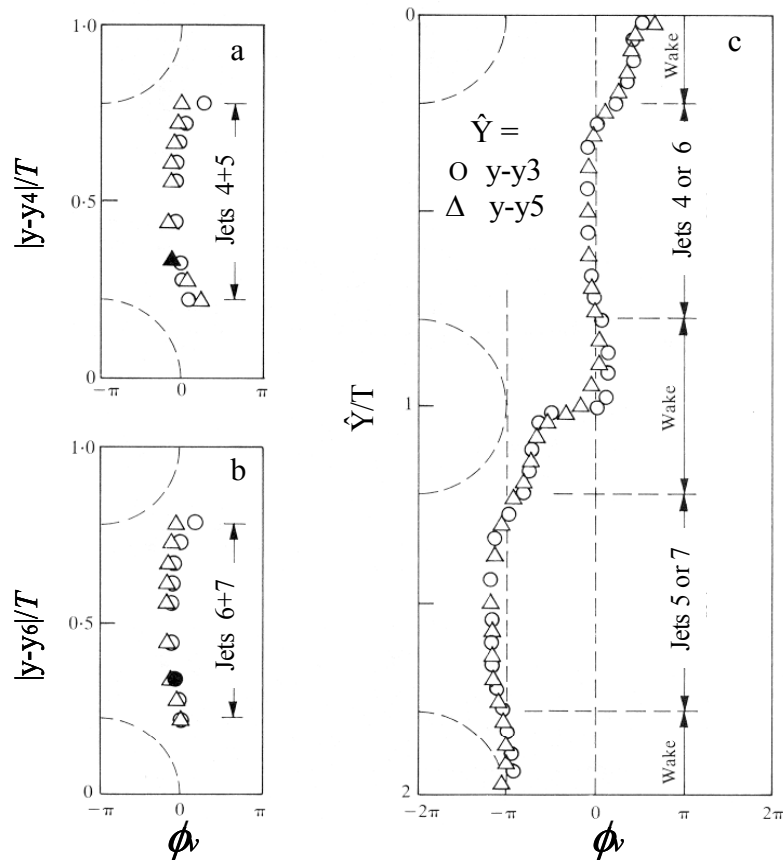 a
1·0
0·5
0
−π
0
π
|y-y4|/T
Jets 4+5
b
1·0
0·5
0
−π
0
π
|y-y6|/T
Jets 6+7
ϕv
c
0
1
2
−2π
−π
0
π
2π
Ŷ/T
Ŷ =
O y-y3
Δ y-y5
Wake
Jets 4 or 6
Wake
Jets 5 or 7
Wake
ϕv